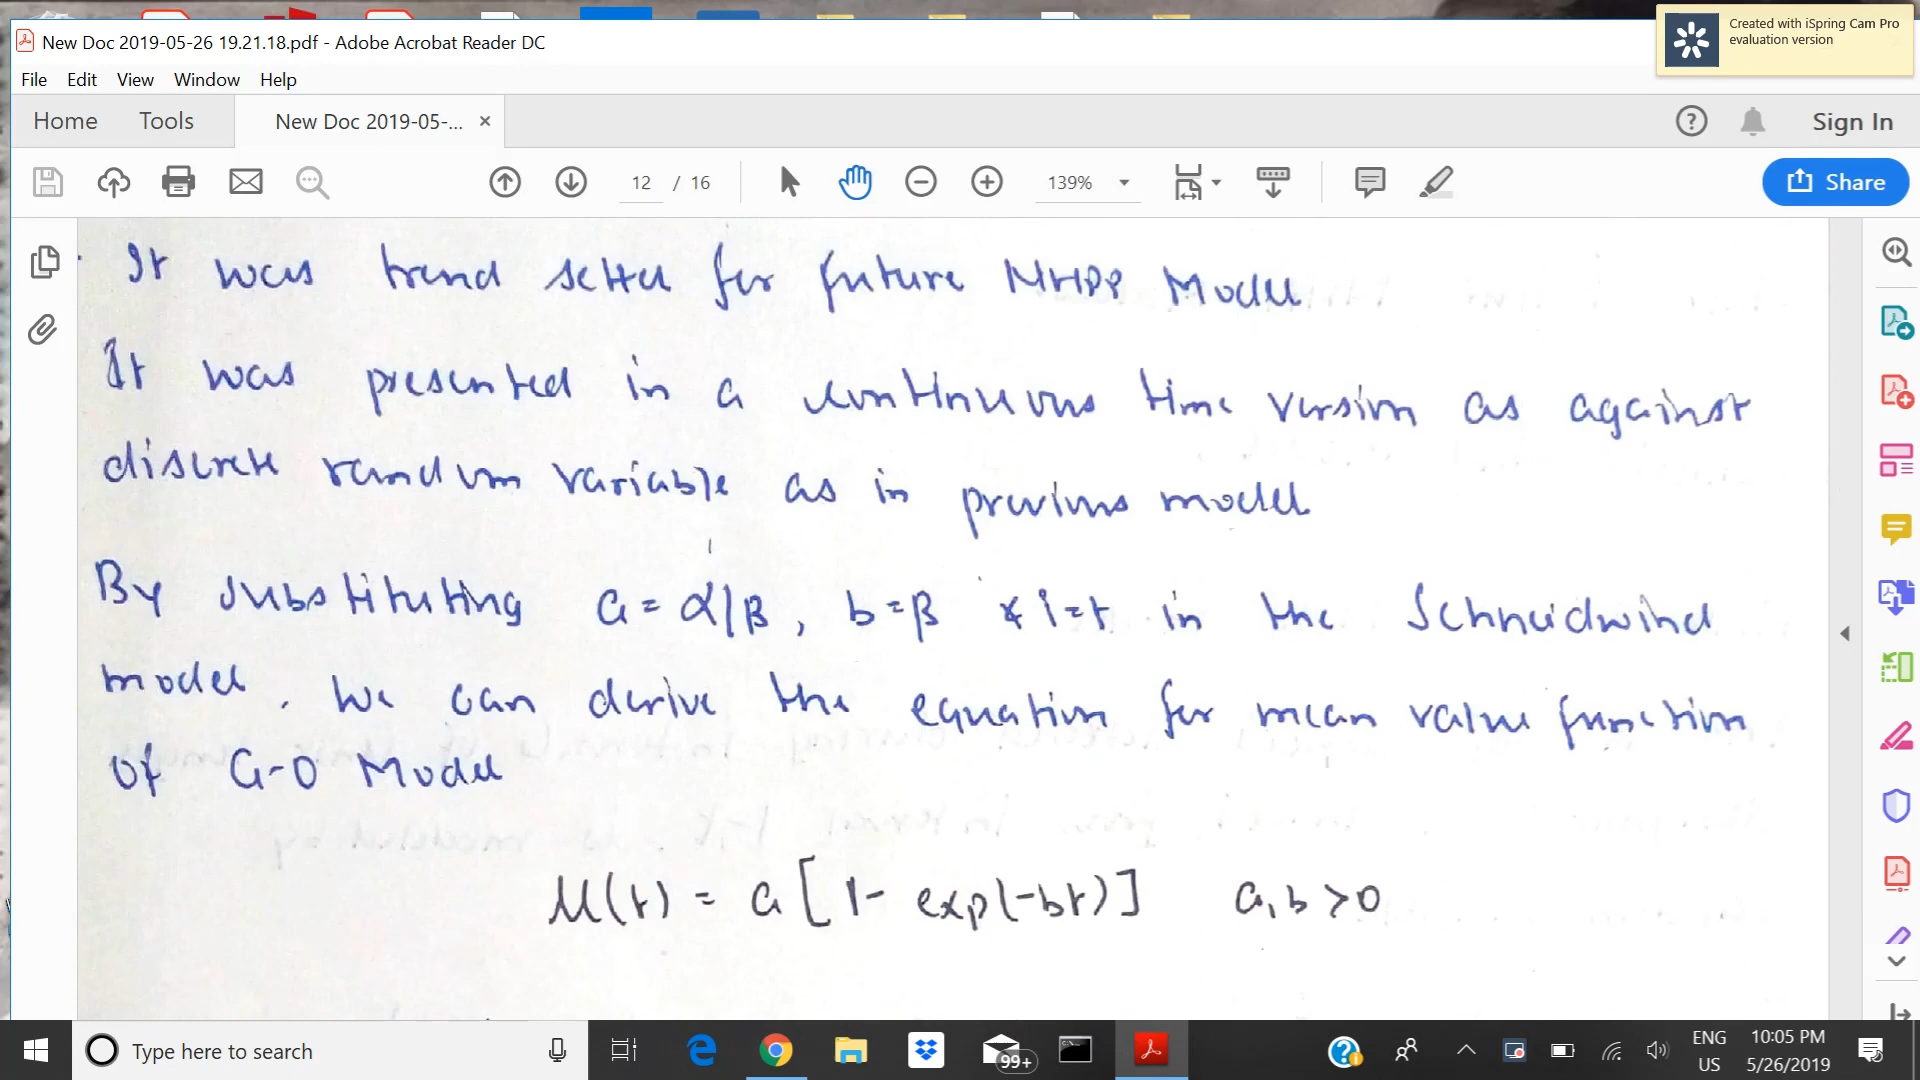 New Doc 2019-05-26 19.21.18.pdf - Adobe Acrobat Reader DC
Created with iSpring Cam Pro
evaluation version
File Edit View Window Help
Home Tools New Doc 2019-05-... × Sign In
12 / 16 139% Share
It was trend setter for future NHPP Model
It was presented in a continuous time version as against
discrete random variable as in previous model
By substituting a = α/β, b = β & i = t in the Schneidwind
model. We can derive the equation for mean value function
of G-O Model
μ(t) = a [1 - exp(-bt)] a, b > 0
Type here to search
99+
ENG
US
10:05 PM
5/26/2019